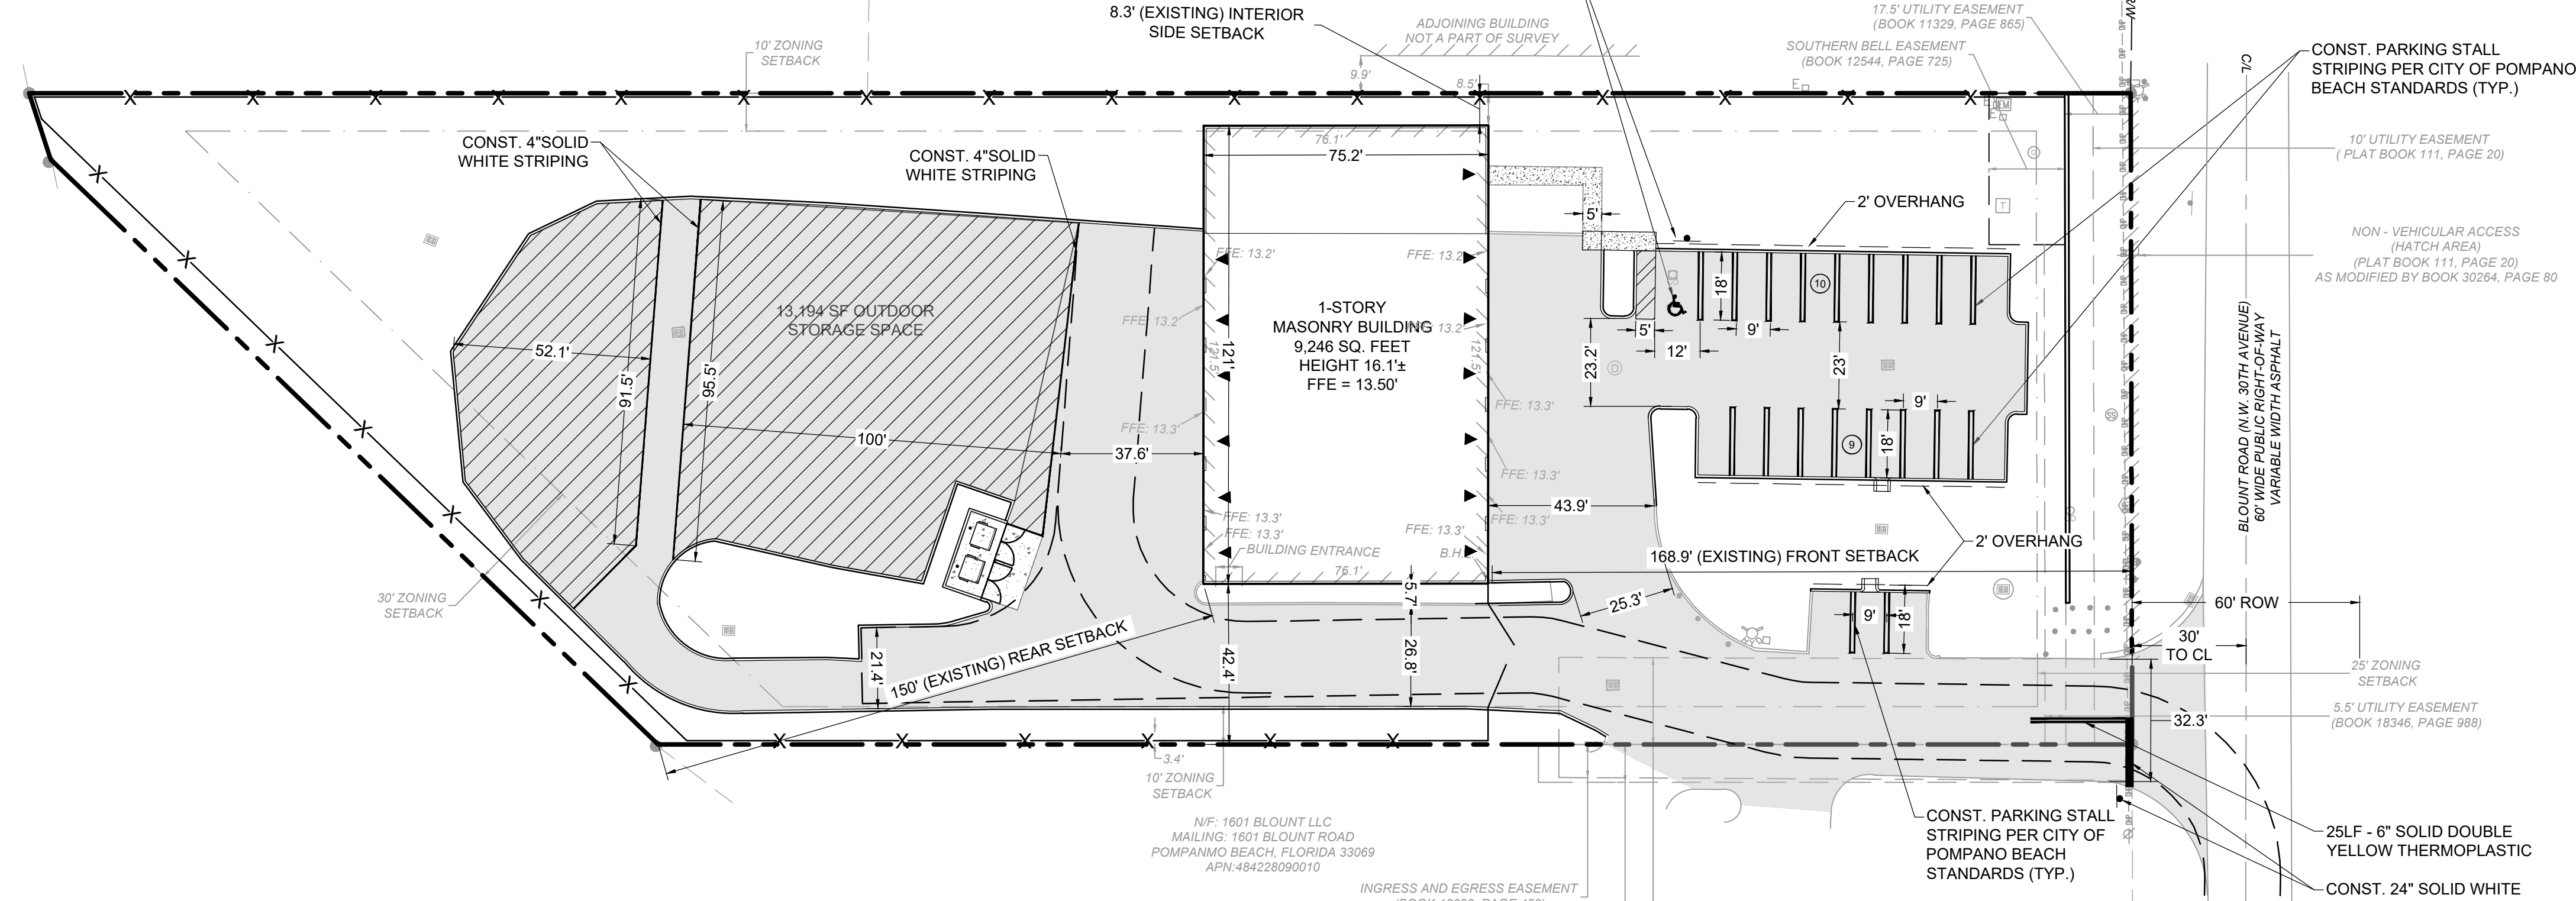 8.3' (EXISTING) INTERIOR
SIDE SETBACK
ADJOINING BUILDING
NOT A PART OF SURVEY
17.5' UTILITY EASEMENT
(BOOK 11329, PAGE 865)
SOUTHERN BELL EASEMENT
(BOOK 12544, PAGE 725)
R/W
C/L
CONST. PARKING STALL
STRIPING PER CITY OF POMPANO
BEACH STANDARDS (TYP.)
10' ZONING
SETBACK
9.9'
8.5'
E
EM
10' UTILITY EASEMENT
( PLAT BOOK 111, PAGE 20)
CONST. 4"SOLID
WHITE STRIPING
CONST. 4"SOLID
WHITE STRIPING
76.1'
75.2'
T
5'
2' OVERHANG
NON - VEHICULAR ACCESS
(HATCH AREA)
(PLAT BOOK 111, PAGE 20)
AS MODIFIED BY BOOK 30264, PAGE 80
FFE: 13.2'
FFE: 13.2
18'
10
13,194 SF OUTDOOR
STORAGE SPACE
FFE: 13.2'
1-STORY
MASONRY BUILDING
9,246 SQ. FEET
HEIGHT 16.1'±
FFE = 13.50'
FFE: 13.2
5'
9'
12'
52.1'
91.5'
95.5'
121.5'
121'
121.5'
23.2'
D
23'
BLOUNT ROAD (N.W. 30TH AVENUE)
60' WIDE PUBLIC RIGHT-OF-WAY
VARIABLE WIDTH ASPHALT
FFE: 13.3'
9'
SS
FFE: 13.3'
100'
37.6'
9
18'
FFE: 13.3'
43.9'
FFE: 13.3'
FFE: 13.3'
FFE: 13.3'
FFE: 13.3'
BUILDING ENTRANCE
B.H.
76.1'
168.9' (EXISTING) FRONT SETBACK
2' OVERHANG
30' ZONING
SETBACK
5.7'
25.3'
9'
18'
60' ROW
30'
TO CL
21.4'
150' (EXISTING) REAR SETBACK
42.4'
26.8'
25' ZONING
SETBACK
32.3'
5.5' UTILITY EASEMENT
(BOOK 18346, PAGE 988)
3.4'
10' ZONING
SETBACK
N/F: 1601 BLOUNT LLC
MAILING: 1601 BLOUNT ROAD
POMPANMO BEACH, FLORIDA 33069
APN:484228090010
CONST. PARKING STALL
STRIPING PER CITY OF
POMPANO BEACH
STANDARDS (TYP.)
25LF - 6" SOLID DOUBLE
YELLOW THERMOPLASTIC
CONST. 24" SOLID WHITE
INGRESS AND EGRESS EASEMENT